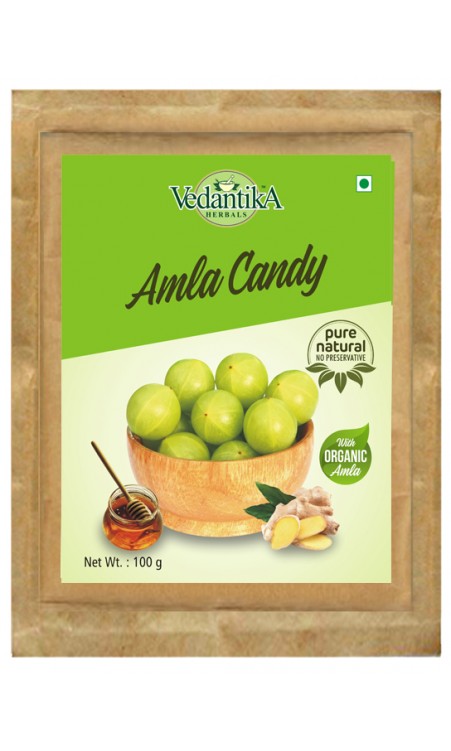 VedantikA
HERBALS
Amla Candy
pure
natural
NO PRESERVATIVE
With
ORGANIC
Amla
Net Wt. : 100 g